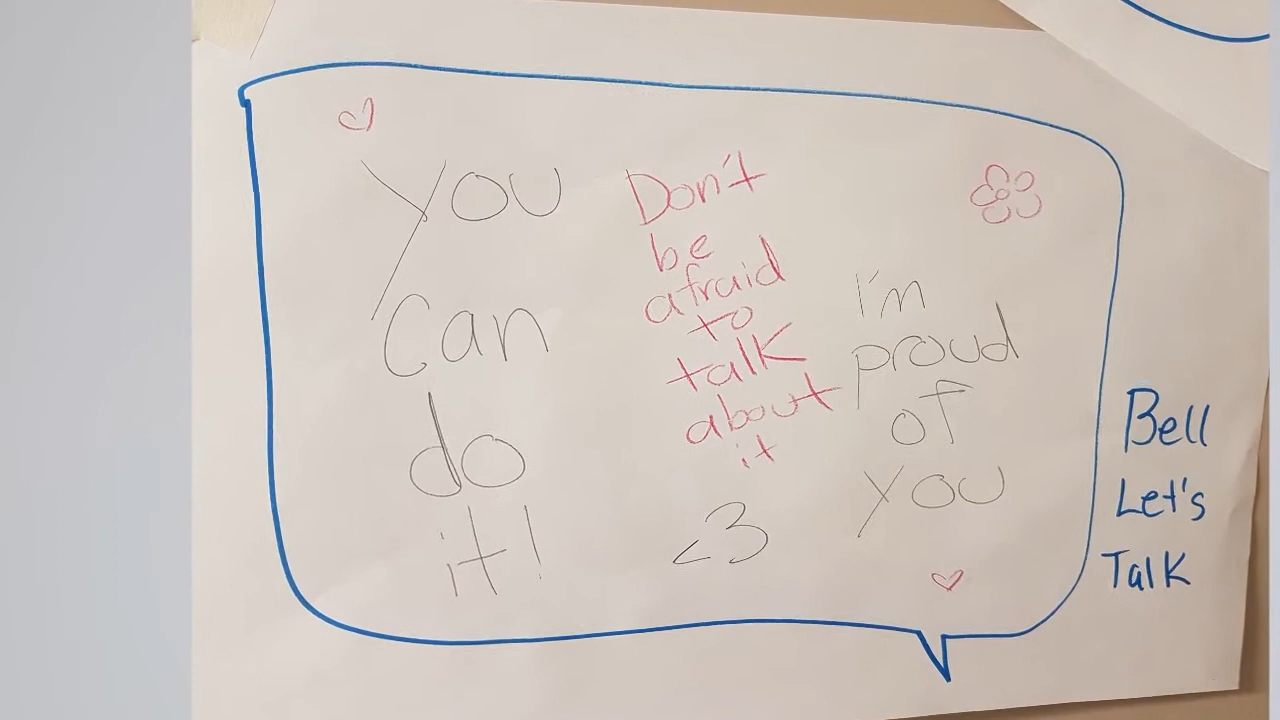 You
can
do
it!
Don't
be
afraid
to
talk
about
it
<3
I'm
proud
of
you
Bell
Let's
Talk